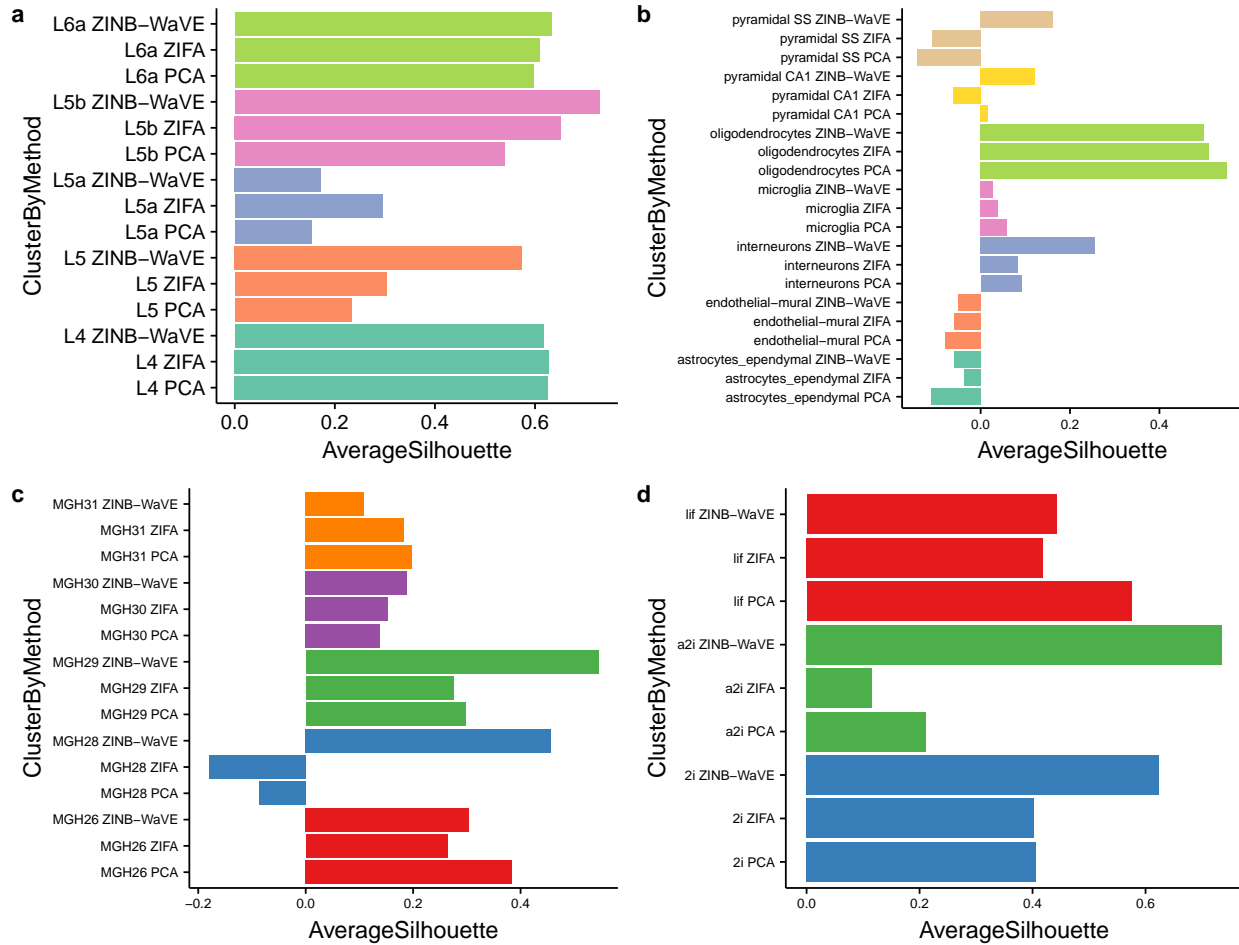 a
ClusterByMethod
L6a ZINB−WaVE
L6a ZIFA
L6a PCA
L5b ZINB−WaVE
L5b ZIFA
L5b PCA
L5a ZINB−WaVE
L5a ZIFA
L5a PCA
L5 ZINB−WaVE
L5 ZIFA
L5 PCA
L4 ZINB−WaVE
L4 ZIFA
L4 PCA
0.0 0.2 0.4 0.6
AverageSilhouette
b
ClusterByMethod
pyramidal SS ZINB−WaVE
pyramidal SS ZIFA
pyramidal SS PCA
pyramidal CA1 ZINB−WaVE
pyramidal CA1 ZIFA
pyramidal CA1 PCA
oligodendrocytes ZINB−WaVE
oligodendrocytes ZIFA
oligodendrocytes PCA
microglia ZINB−WaVE
microglia ZIFA
microglia PCA
interneurons ZINB−WaVE
interneurons ZIFA
interneurons PCA
endothelial−mural ZINB−WaVE
endothelial−mural ZIFA
endothelial−mural PCA
astrocytes_ependymal ZINB−WaVE
astrocytes_ependymal ZIFA
astrocytes_ependymal PCA
0.0 0.2 0.4
AverageSilhouette
c
ClusterByMethod
MGH31 ZINB−WaVE
MGH31 ZIFA
MGH31 PCA
MGH30 ZINB−WaVE
MGH30 ZIFA
MGH30 PCA
MGH29 ZINB−WaVE
MGH29 ZIFA
MGH29 PCA
MGH28 ZINB−WaVE
MGH28 ZIFA
MGH28 PCA
MGH26 ZINB−WaVE
MGH26 ZIFA
MGH26 PCA
−0.2 0.0 0.2 0.4
AverageSilhouette
d
ClusterByMethod
lif ZINB−WaVE
lif ZIFA
lif PCA
a2i ZINB−WaVE
a2i ZIFA
a2i PCA
2i ZINB−WaVE
2i ZIFA
2i PCA
0.0 0.2 0.4 0.6
AverageSilhouette